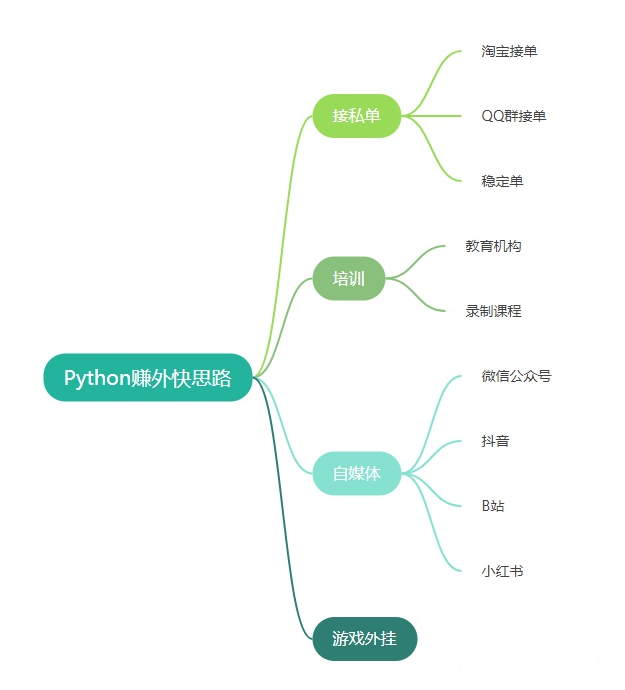 Python赚外快思路
接私单
淘宝接单
QQ群接单
稳定单
培训
教育机构
录制课程
自媒体
微信公众号
抖音
B站
小红书
游戏外挂